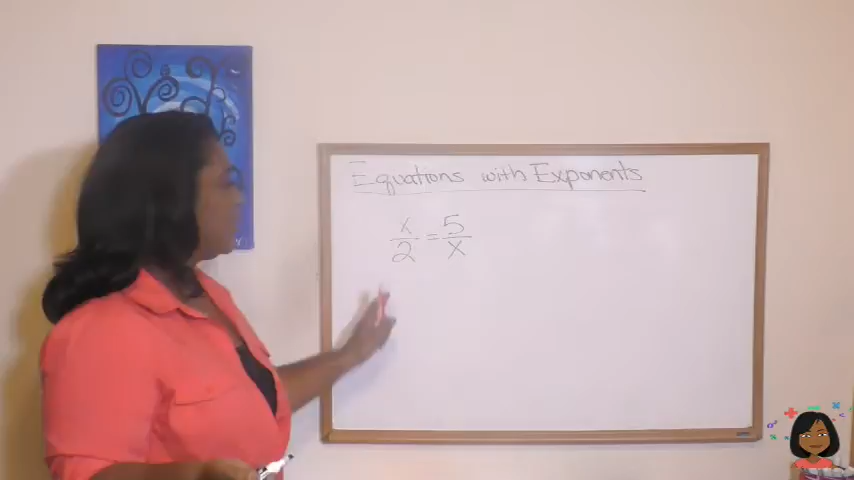 Equations with Exponents
x/2 = 5/x